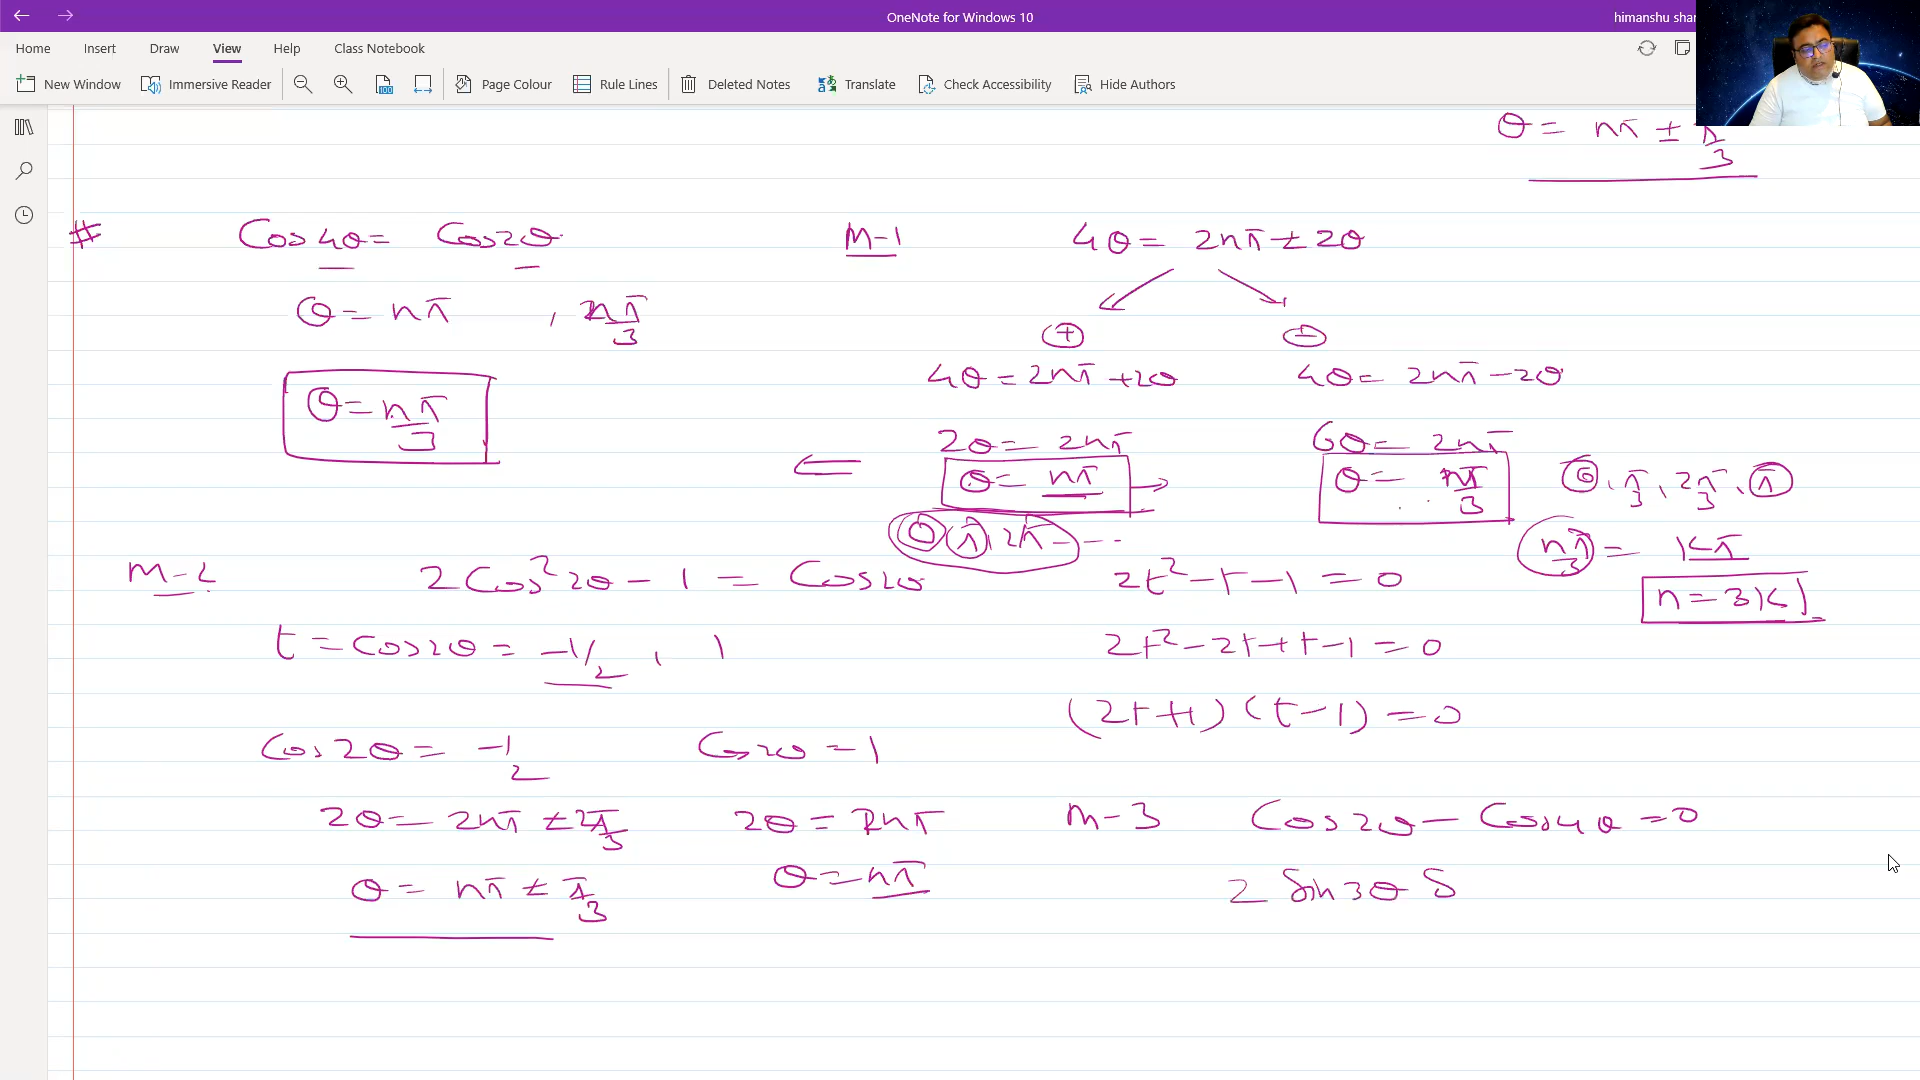 OneNote for Windows 10
himanshu shar
Home Insert Draw View Help Class Notebook
New Window Immersive Reader 100 Page Colour Rule Lines Deleted Notes Translate Check Accessibility Hide Authors
θ = nπ ± π/3
# Cos4θ = Cos2θ
θ = nπ , nπ/3
θ = nπ/3
M-1 4θ = 2nπ ± 2θ
+ −
4θ = 2nπ + 2θ 4θ = 2nπ − 2θ
2θ = 2nπ 6θ = 2nπ
θ = nπ θ = nπ/3 0, π/3, 2π/3, π
0, π, 2π --- nπ/3 = kπ
n = 3k
M-2 2Cos²2θ − 1 = Cos2θ 2t² − t − 1 = 0
t = Cos2θ = −1/2 , 1 2t² − 2t + t − 1 = 0
(2t+1) (t−1) = 0
Cos2θ = −1/2 Cos2θ = 1
2θ = 2nπ ± 2π/3 2θ = 2nπ
θ = nπ ± π/3 θ = nπ
M-3 Cos2θ − Cos4θ = 0
2 Sin3θ S